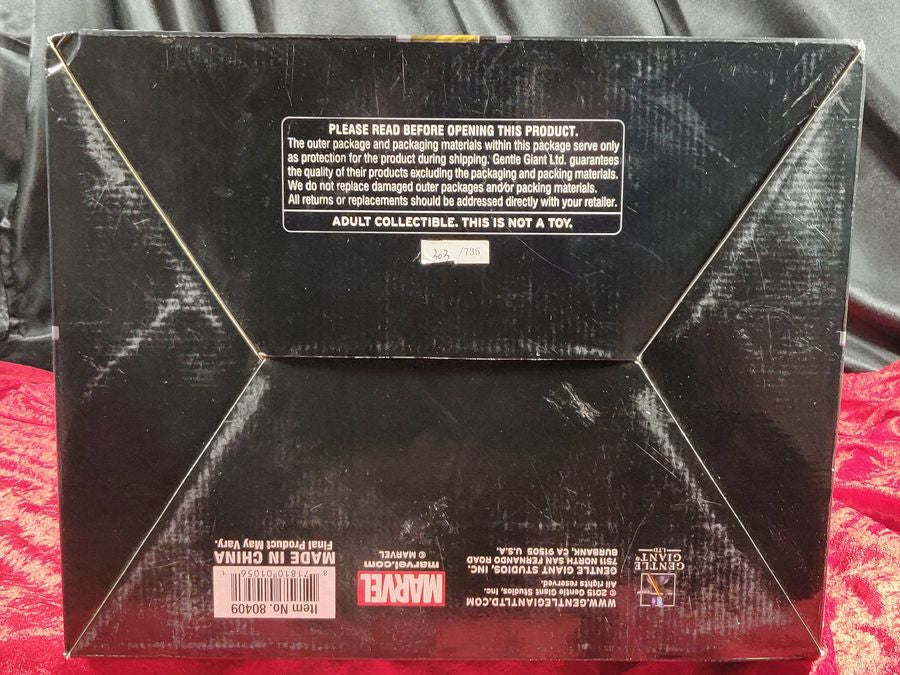 PLEASE READ BEFORE OPENING THIS PRODUCT.
The outer package and packaging materials within this package serve only
as protection for the product during shipping. Gentle Giant Ltd. guarantees
the quality of their products excluding the packaging and packing materials.
We do not replace damaged outer packages and/or packing materials.
All returns or replacements should be addressed directly with your retailer.
ADULT COLLECTIBLE. THIS IS NOT A TOY.
303 /735
GENTLE
GIANT
LTD
WWW.GENTLEGIANTLTD.COM
© 2015 Gentle Giant Studios, Inc.
All rights reserved.
GENTLE GIANT STUDIOS, INC.
7511 NORTH SAN FERNANDO ROAD
BURBANK, CA 91505 U.S.A.
MARVEL
marvel.com
© MARVEL
Item No. 80409
8 71810 01056 1
MADE IN CHINA
Final Product May Vary.